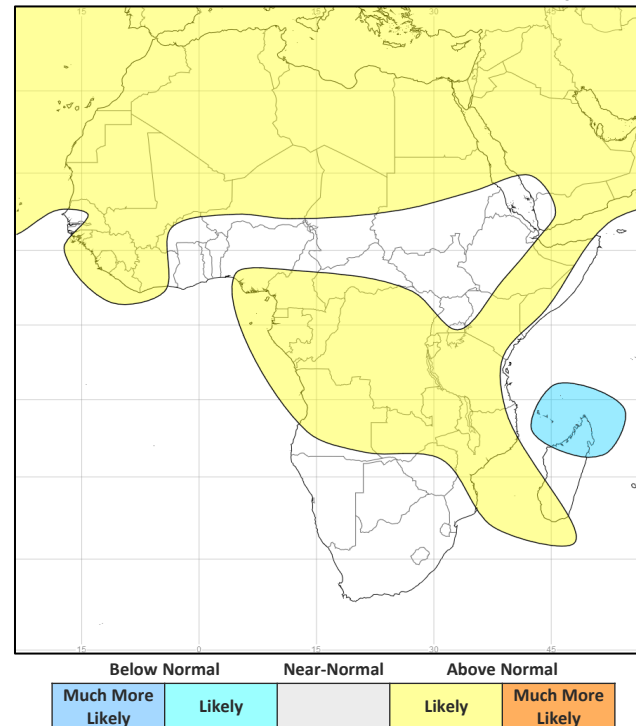 15 0 15 30 45
15 0 15 30 45
Below Normal Near-Normal Above Normal
Much More Likely Likely Much More
Likely Likely